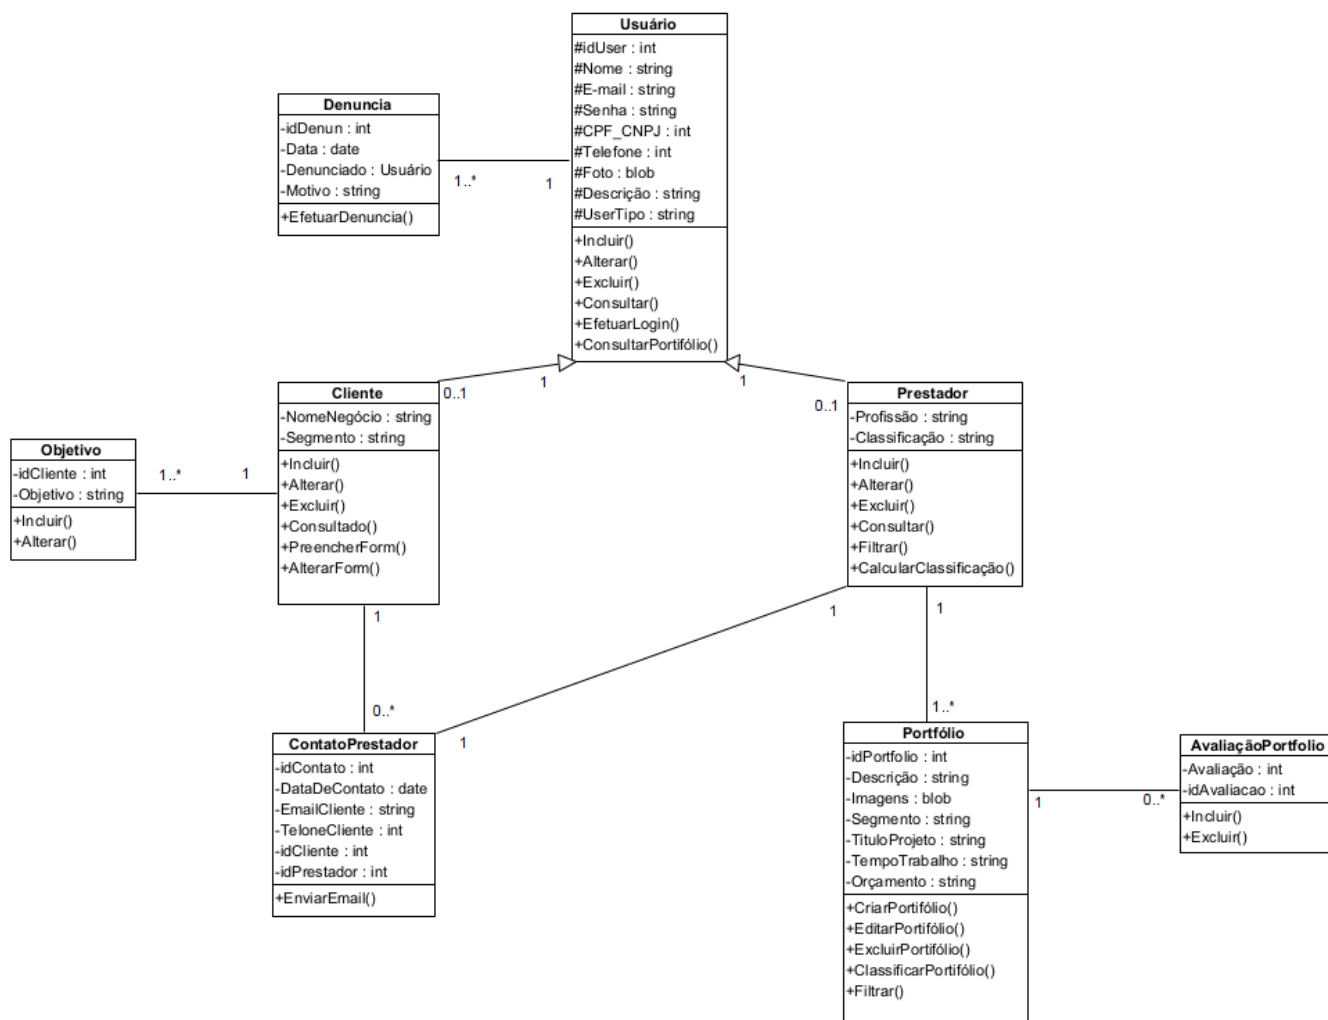 Usuário
#idUser : int
#Nome : string
#E-mail : string
#Senha : string
#CPF_CNPJ : int
#Telefone : int
#Foto : blob
#Descrição : string
#UserTipo : string
+Incluir()
+Alterar()
+Excluir()
+Consultar()
+EfetuarLogin()
+ConsultarPortifólio()
Denuncia
-idDenun : int
-Data : date
-Denunciado : Usuário
-Motivo : string
+EfetuarDenuncia()
1..*
1
1
0..1
1
0..1
Cliente
-NomeNegócio : string
-Segmento : string
+Incluir()
+Alterar()
+Excluir()
+Consultado()
+PreencherForm()
+AlterarForm()
Prestador
-Profissão : string
-Classificação : string
+Incluir()
+Alterar()
+Excluir()
+Consultar()
+Filtrar()
+CalcularClassificação()
Objetivo
-idCliente : int
-Objetivo : string
+Incluir()
+Alterar()
1..*
1
1
0..*
1
1
1
1..*
ContatoPrestador
-idContato : int
-DataDeContato : date
-EmailCliente : string
-TeloneCliente : int
-idCliente : int
-idPrestador : int
+EnviarEmail()
Portfólio
-idPortfolio : int
-Descrição : string
-Imagens : blob
-Segmento : string
-TituloProjeto : string
-TempoTrabalho : string
-Orçamento : string
+CriarPortifólio()
+EditarPortifólio()
+ExcluirPortifólio()
+ClassificarPortifólio()
+Filtrar()
1
0..*
AvaliaçãoPortfolio
-Avaliação : int
-idAvaliacao : int
+Incluir()
+Excluir()